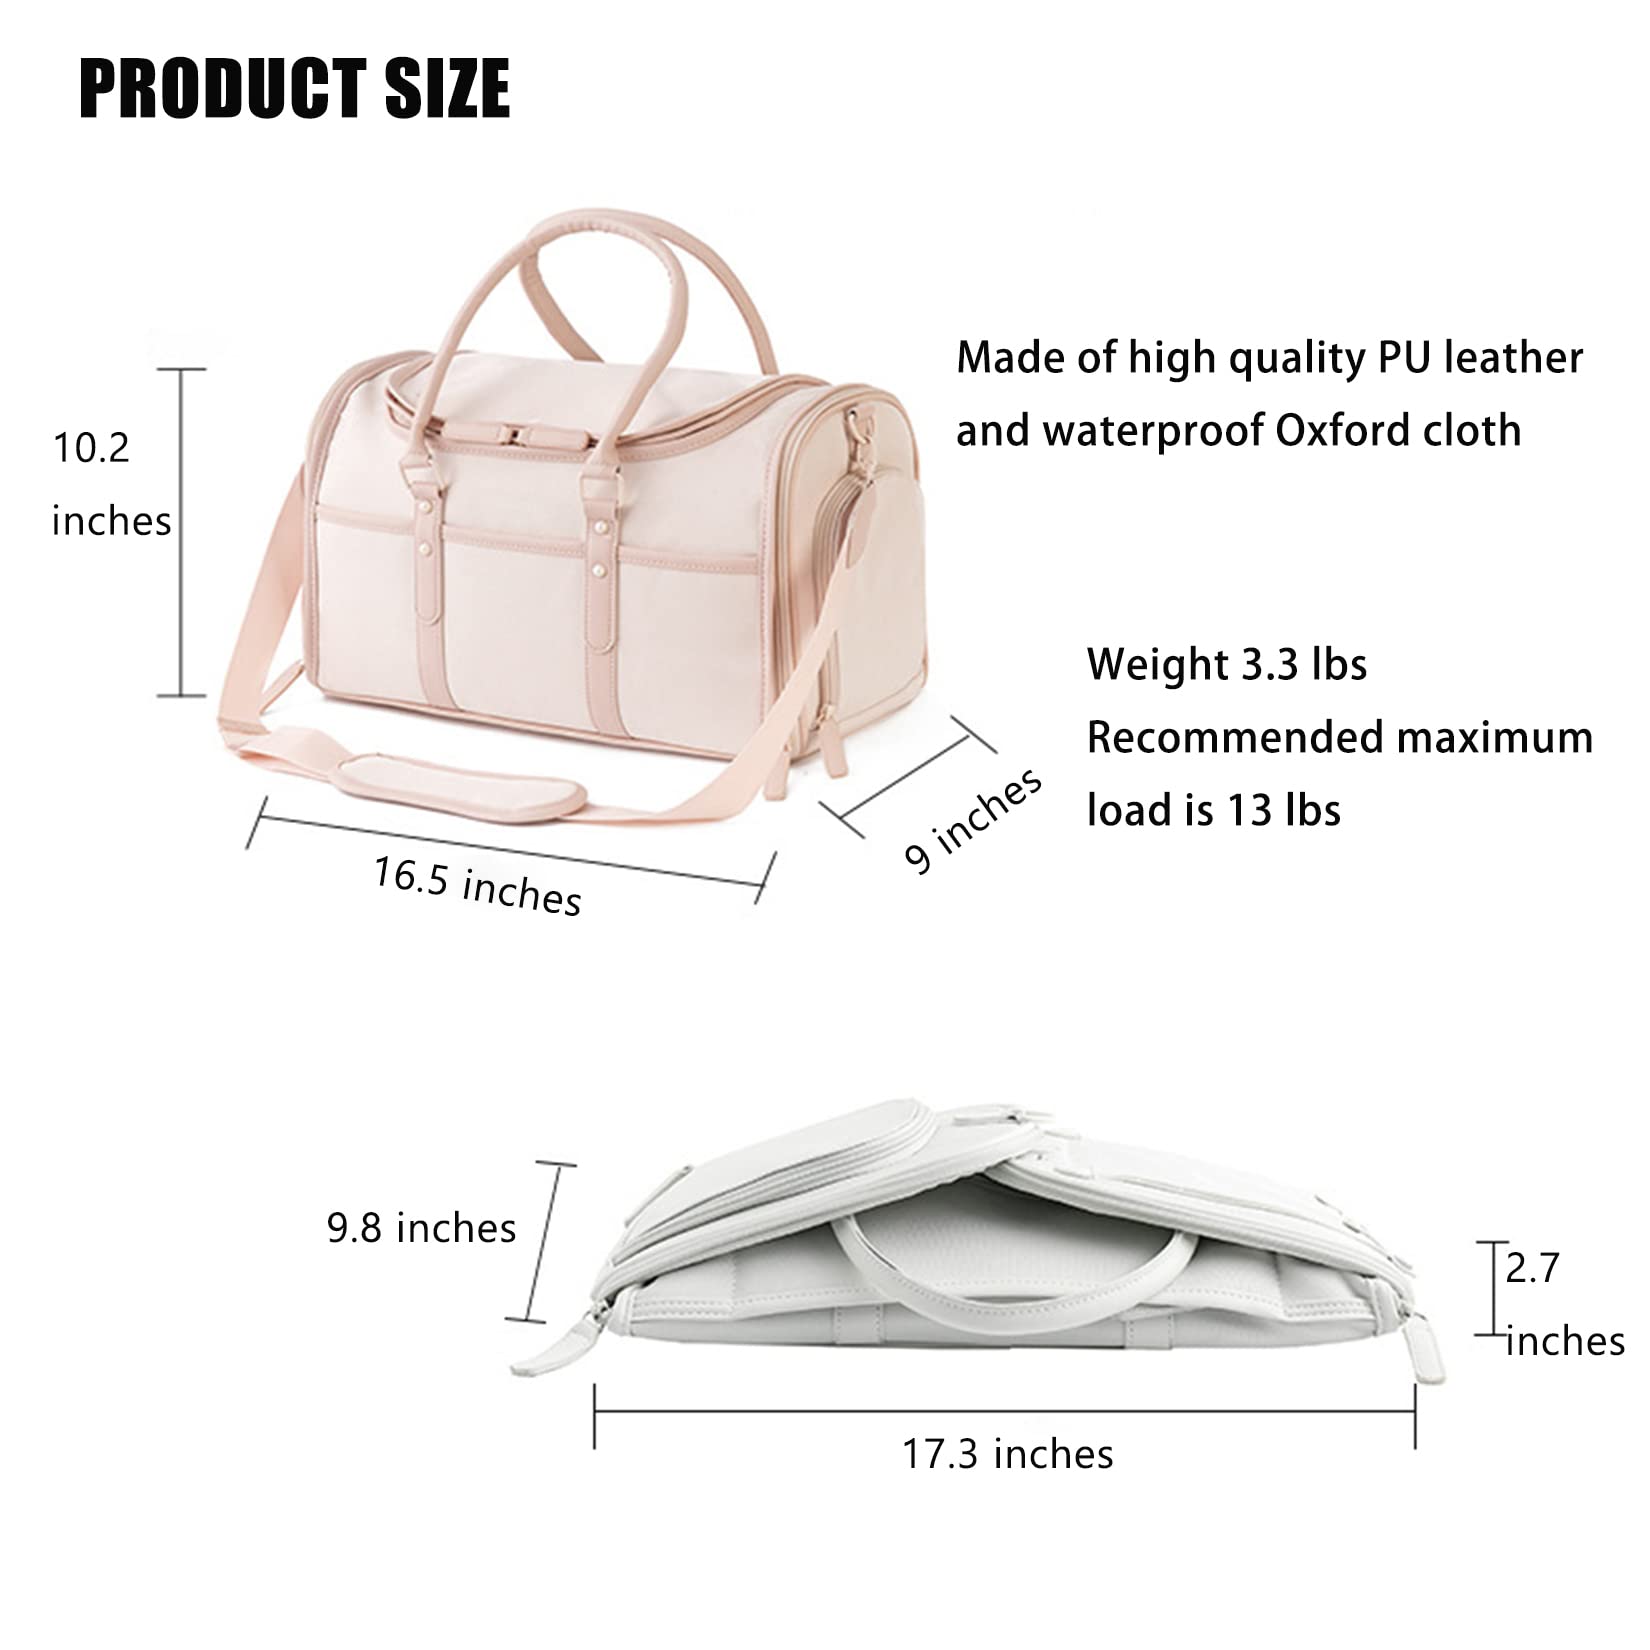 PRODUCT SIZE
Made of high quality PU leather
and waterproof Oxford cloth
10.2
inches
Weight 3.3 lbs
Recommended maximum
load is 13 lbs
9 inches
16.5 inches
9.8 inches
2.7
inches
17.3 inches